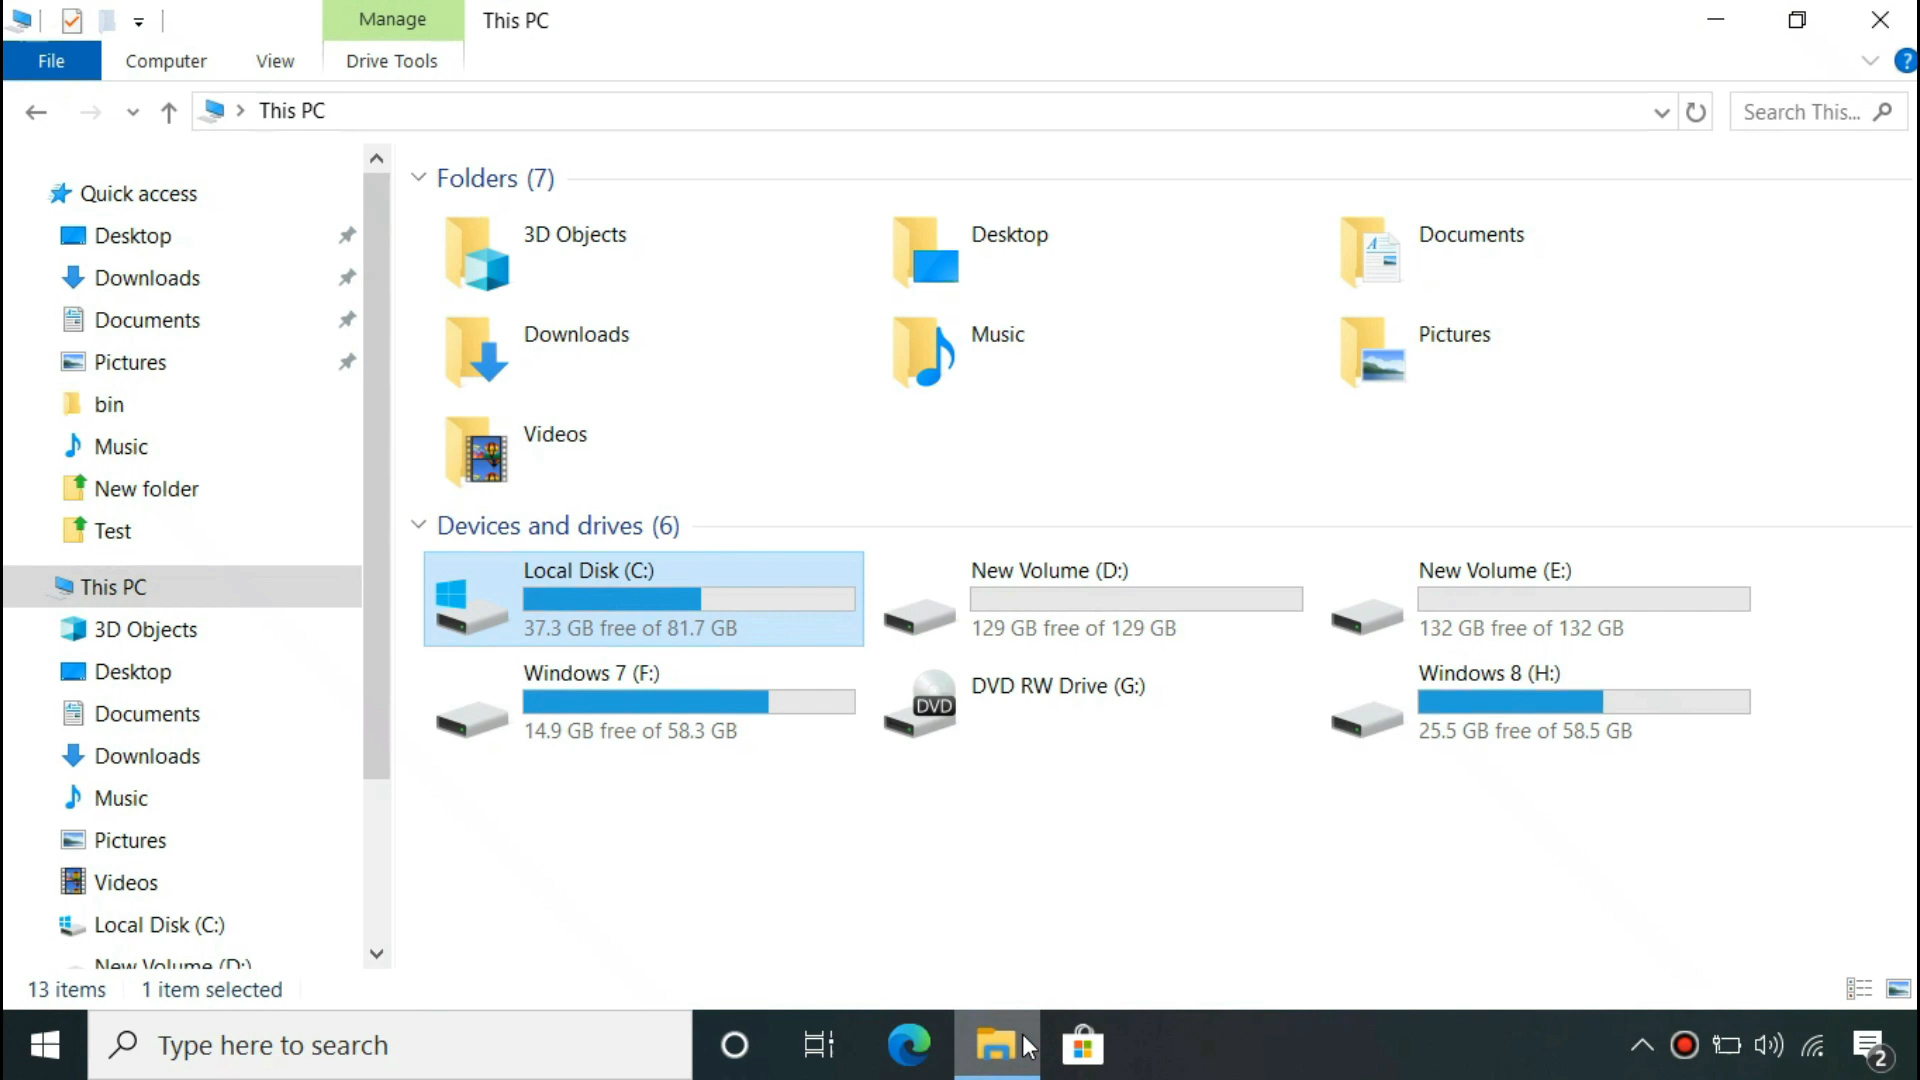 Manage
This PC
File
Computer
View
Drive Tools
?
This PC
Search This...
Quick access
Desktop
Downloads
Documents
Pictures
bin
Music
New folder
Test
This PC
3D Objects
Desktop
Documents
Downloads
Music
Pictures
Videos
Local Disk (C:)
New Volume (D:)
Folders (7)
3D Objects
Desktop
Documents
Downloads
Music
Pictures
Videos
Devices and drives (6)
Local Disk (C:)
37.3 GB free of 81.7 GB
New Volume (D:)
129 GB free of 129 GB
New Volume (E:)
132 GB free of 132 GB
Windows 7 (F:)
14.9 GB free of 58.3 GB
DVD
DVD RW Drive (G:)
Windows 8 (H:)
25.5 GB free of 58.5 GB
13 items
1 item selected
Type here to search
2